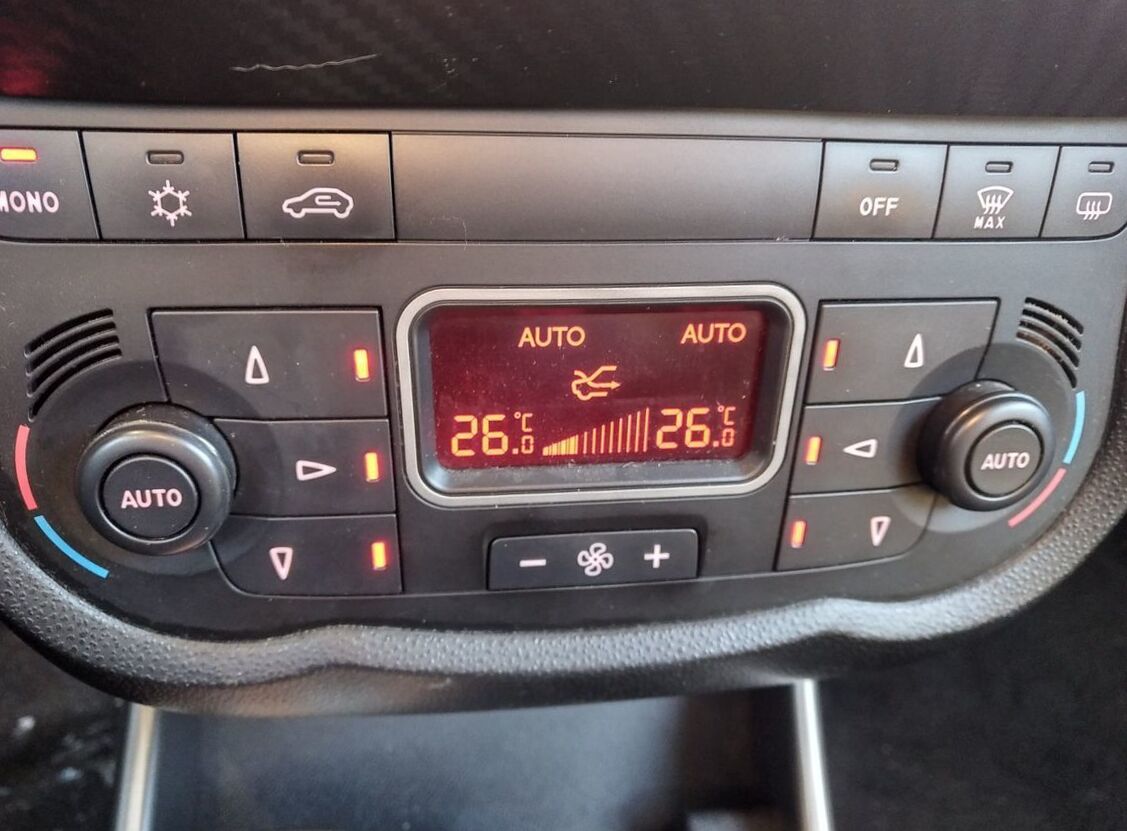 MONO
OFF
MAX
AUTO AUTO
26.0 °C 26.0 °C
AUTO
AUTO
− +